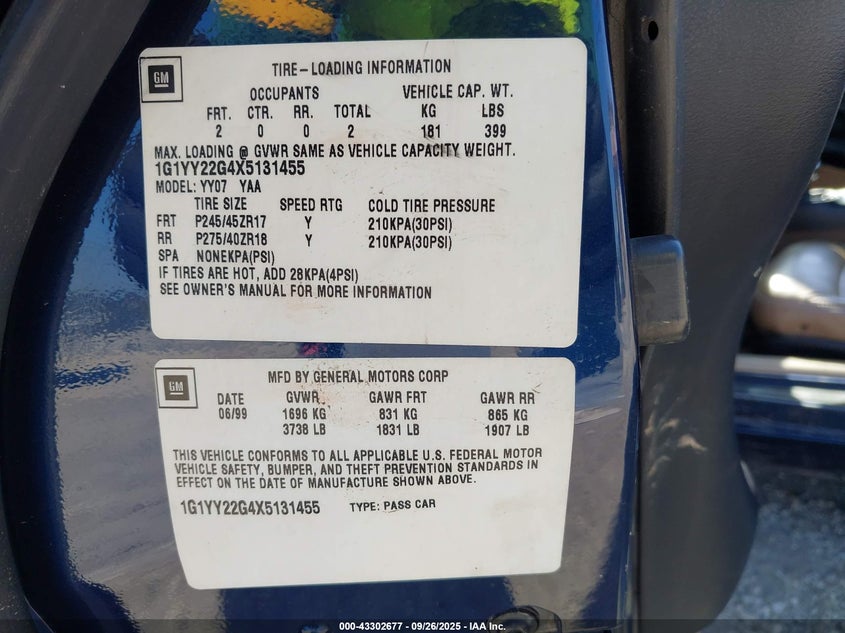 GM
TIRE-LOADING INFORMATION
OCCUPANTS VEHICLE CAP. WT.
FRT. CTR. RR. TOTAL KG LBS
2 0 0 2 181 399
MAX. LOADING @ GVWR SAME AS VEHICLE CAPACITY WEIGHT.
1G1YY22G4X5131455
MODEL: YY07 YAA
TIRE SIZE SPEED RTG COLD TIRE PRESSURE
FRT P245/45ZR17 Y 210KPA(30PSI)
RR P275/40ZR18 Y 210KPA(30PSI)
SPA NONEKPA(PSI)
IF TIRES ARE HOT, ADD 28KPA(4PSI)
SEE OWNER'S MANUAL FOR MORE INFORMATION
GM
MFD BY GENERAL MOTORS CORP
DATE GVWR GAWR FRT GAWR RR
06/99 1696 KG 831 KG 865 KG
3738 LB 1831 LB 1907 LB
THIS VEHICLE CONFORMS TO ALL APPLICABLE U.S. FEDERAL MOTOR
VEHICLE SAFETY, BUMPER, AND THEFT PREVENTION STANDARDS IN
EFFECT ON THE DATE OF MANUFACTURE SHOWN ABOVE.
1G1YY22G4X5131455 TYPE: PASS CAR
000-43302677 - 09/26/2025 - IAA Inc.